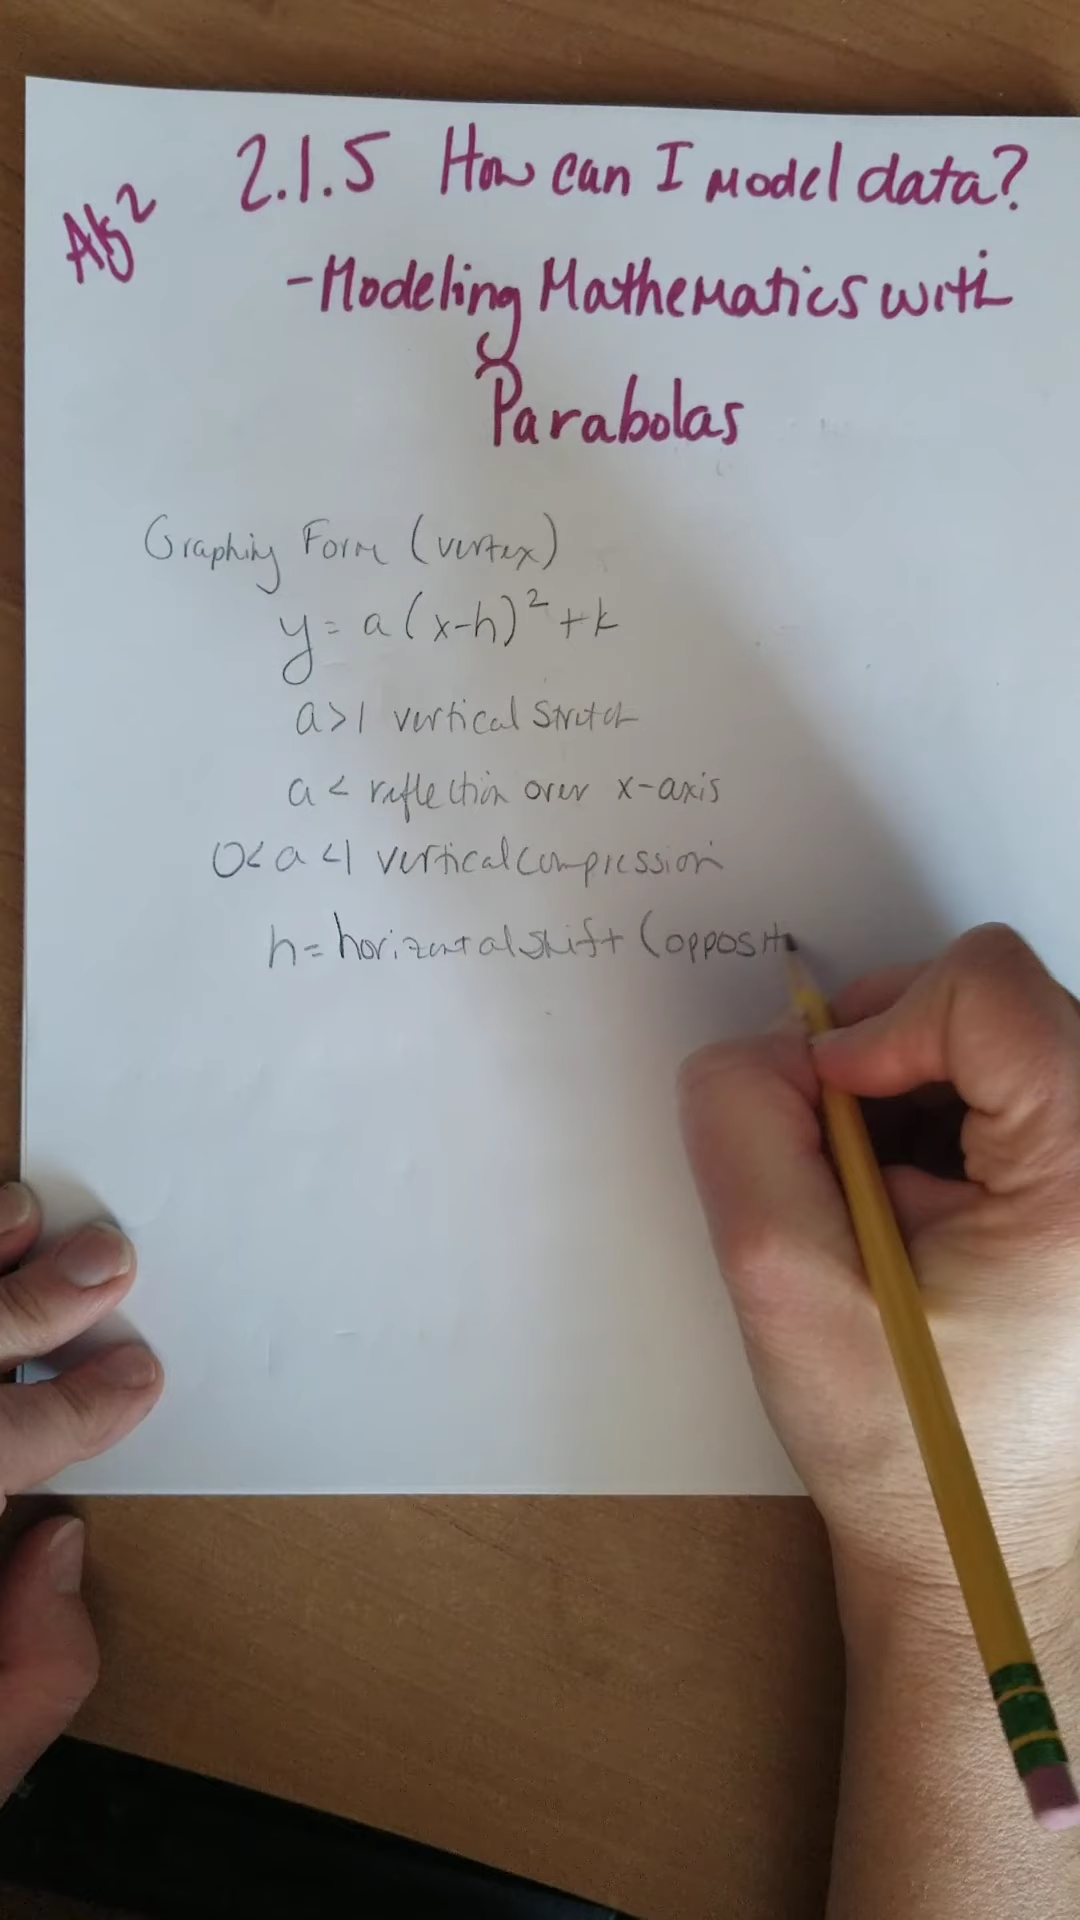 Alg 2
2.1.5 How can I model data?
- Modeling Mathematics with
Parabolas
Graphing Form (vertex)
y = a(x-h)² + k
a>1 vertical stretch
a < reflection over x-axis
0< a <1 vertical compression
h = horizontal shift (opposit